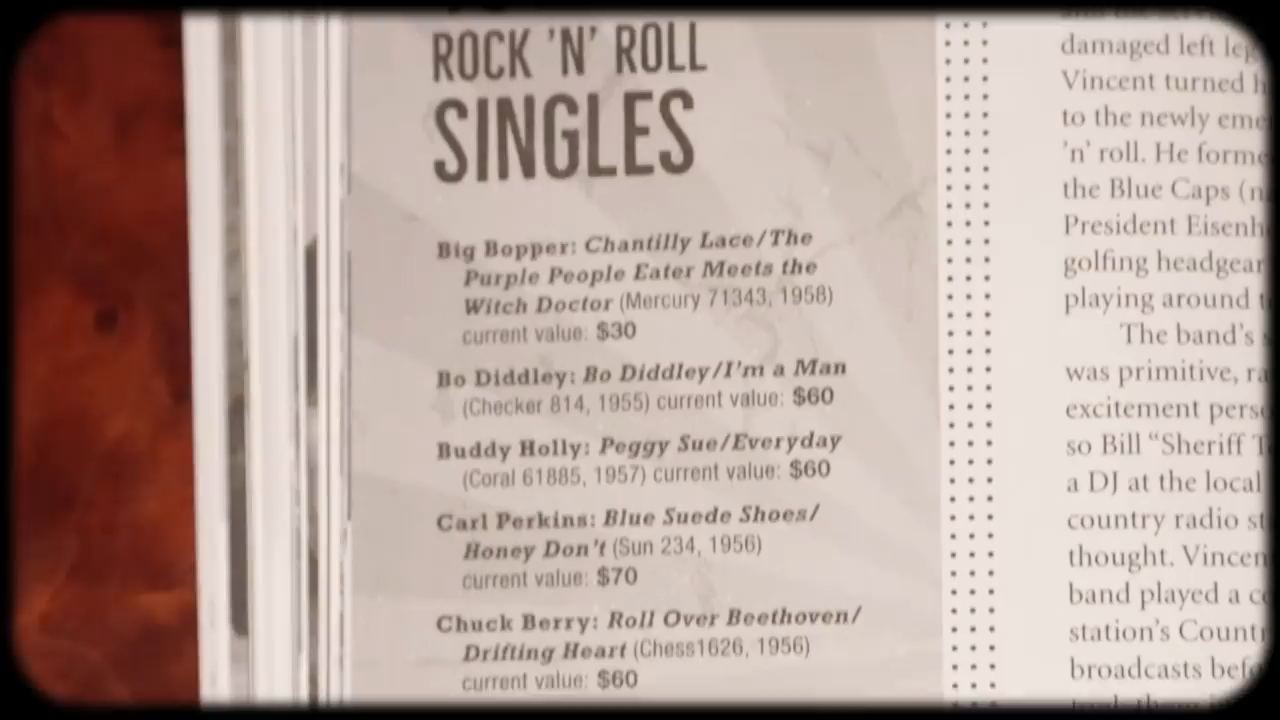 ROCK 'N' ROLL
SINGLES
Big Bopper: Chantilly Lace/The
Purple People Eater Meets the
Witch Doctor (Mercury 71343, 1958)
current value: $30
Bo Diddley: Bo Diddley/I'm a Man
(Checker 814, 1955) current value: $60
Buddy Holly: Peggy Sue/Everyday
(Coral 61885, 1957) current value: $60
Carl Perkins: Blue Suede Shoes/
Honey Don't (Sun 234, 1956)
current value: $70
Chuck Berry: Roll Over Beethoven/
Drifting Heart (Chess1626, 1956)
current value: $60
damaged left
Vincent turned
to the newly
'n' roll. He
the Blue Caps
President
golfing headgear
playing around
The band's
was primitive,
excitement
so Bill "Sheriff
a DJ at the local
country radio
thought.
band played a
station's
broadcasts